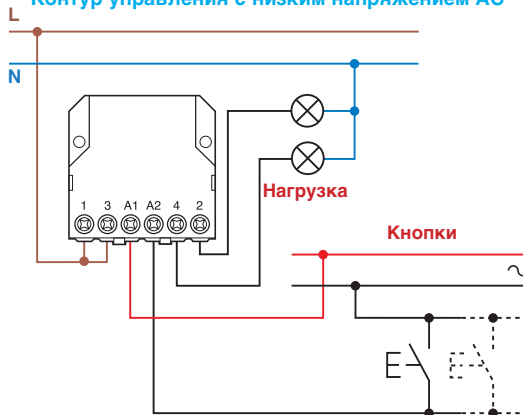 Контур управления с низким напряжением AC
L
N
Нагрузка
1 3 A1 A2 4 2
Кнопки